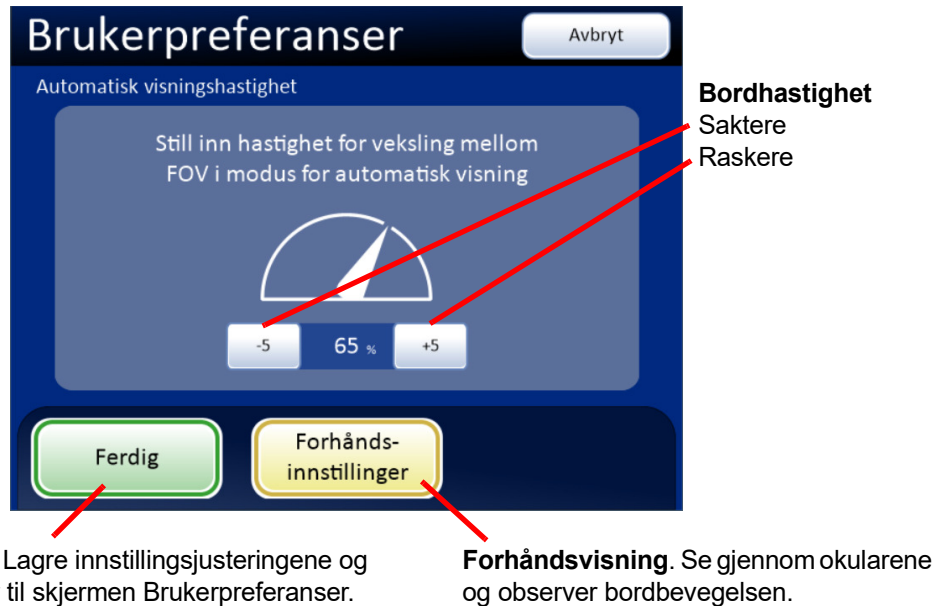 Brukerpreferanser
Avbryt
Automatisk visningshastighet
Still inn hastighet for veksling mellom
FOV i modus for automatisk visning
-5
65 %
+5
Bordhastighet
Saktere
Raskere
Ferdig
Forhånds-
innstillinger
Lagre innstillingsjusteringene og
til skjermen Brukerpreferanser.
Forhåndsvisning. Se gjennom okularene
og observer bordbevegelsen.